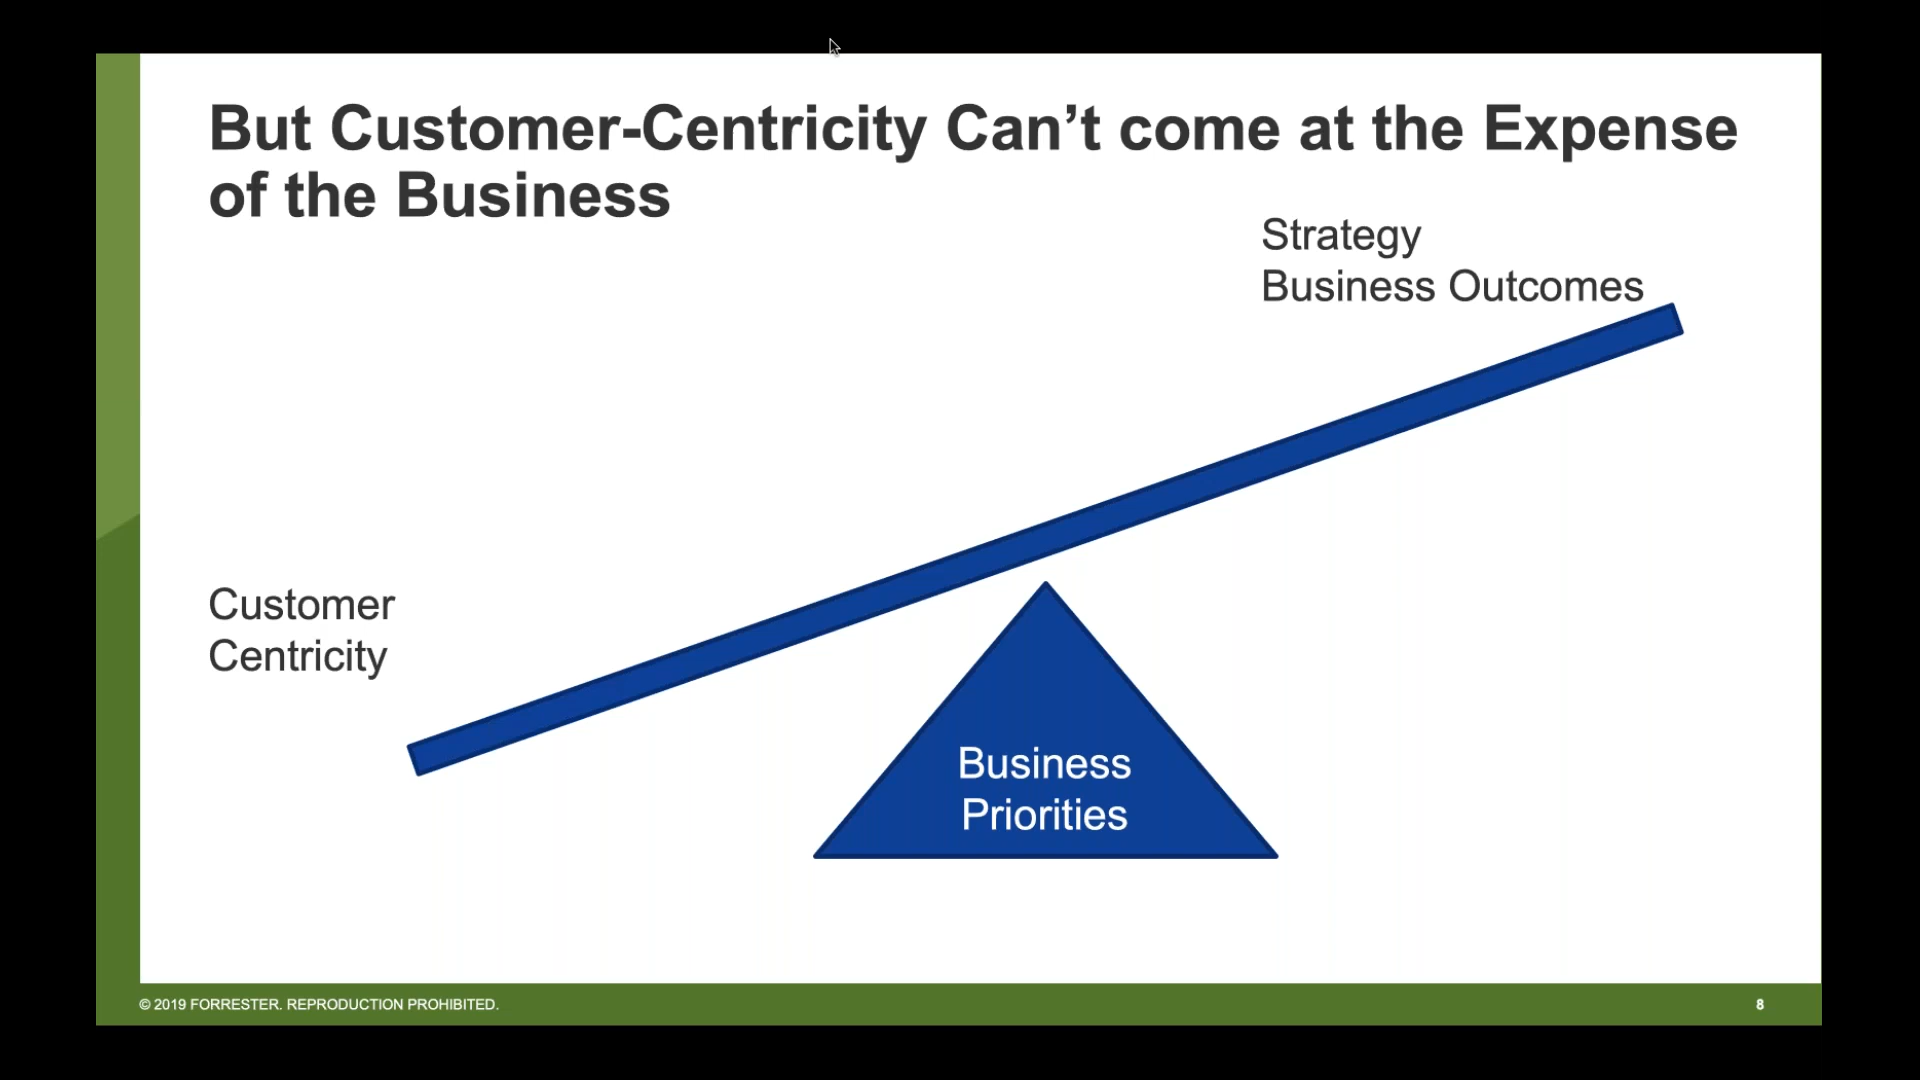 But Customer-Centricity Can’t come at the Expense
of the Business
Strategy
Business Outcomes
Customer
Centricity
Business
Priorities
© 2019 FORRESTER. REPRODUCTION PROHIBITED.
8